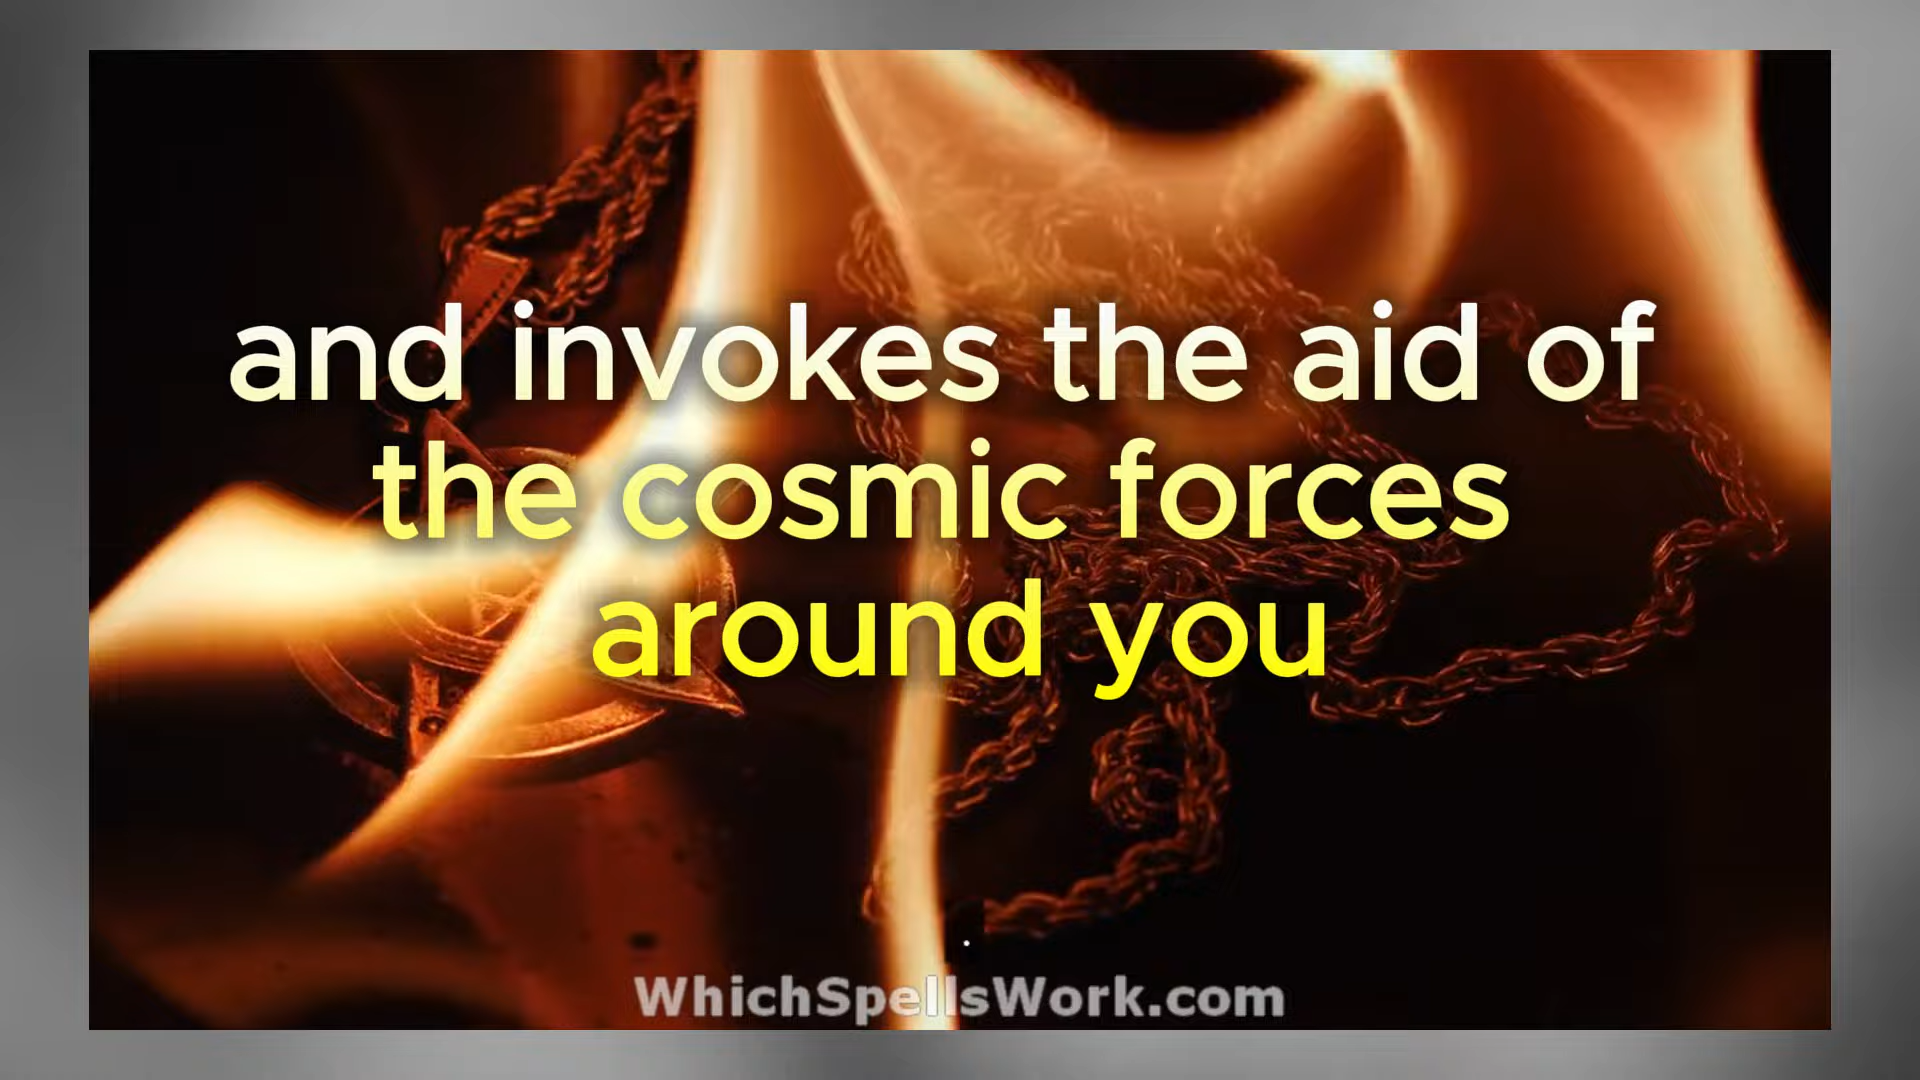 and invokes the aid of
the cosmic forces
around you
WhichSpellsWork.com